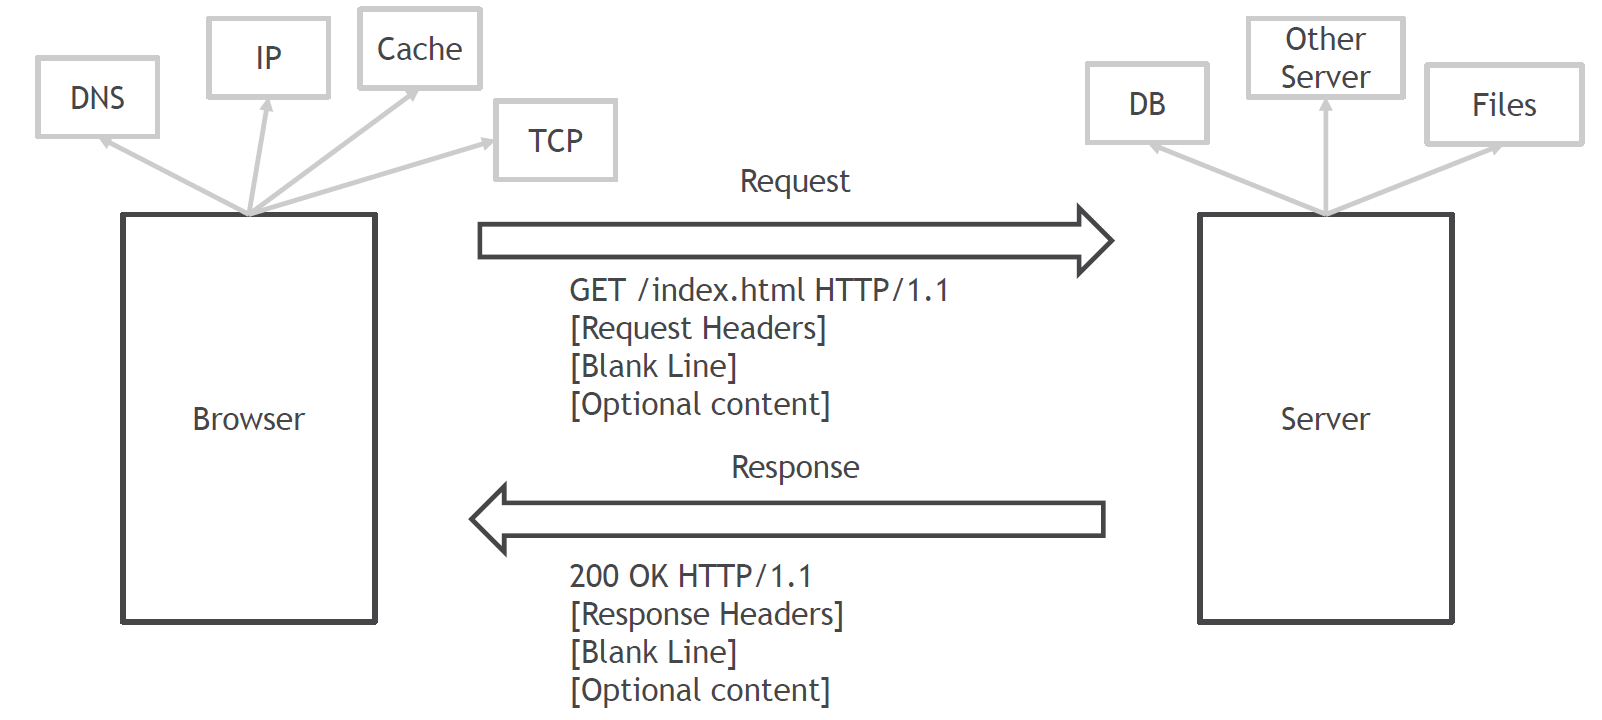 DNS
IP
Cache
TCP
DB
Other
Server
Files
Request
GET /index.html HTTP/1.1
[Request Headers]
[Blank Line]
[Optional content]
Browser
Server
Response
200 OK HTTP/1.1
[Response Headers]
[Blank Line]
[Optional content]